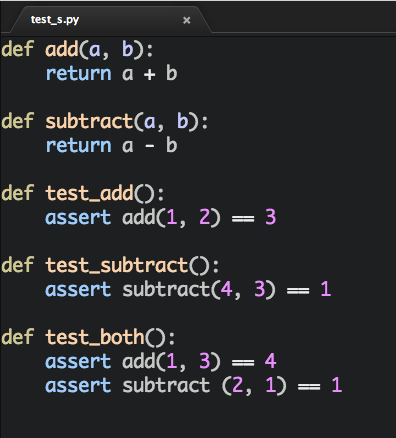 test_s.py ×
def add(a, b):
    return a + b
def subtract(a, b):
    return a - b
def test_add():
    assert add(1, 2) == 3
def test_subtract():
    assert subtract(4, 3) == 1
def test_both():
    assert add(1, 3) == 4
    assert subtract (2, 1) == 1